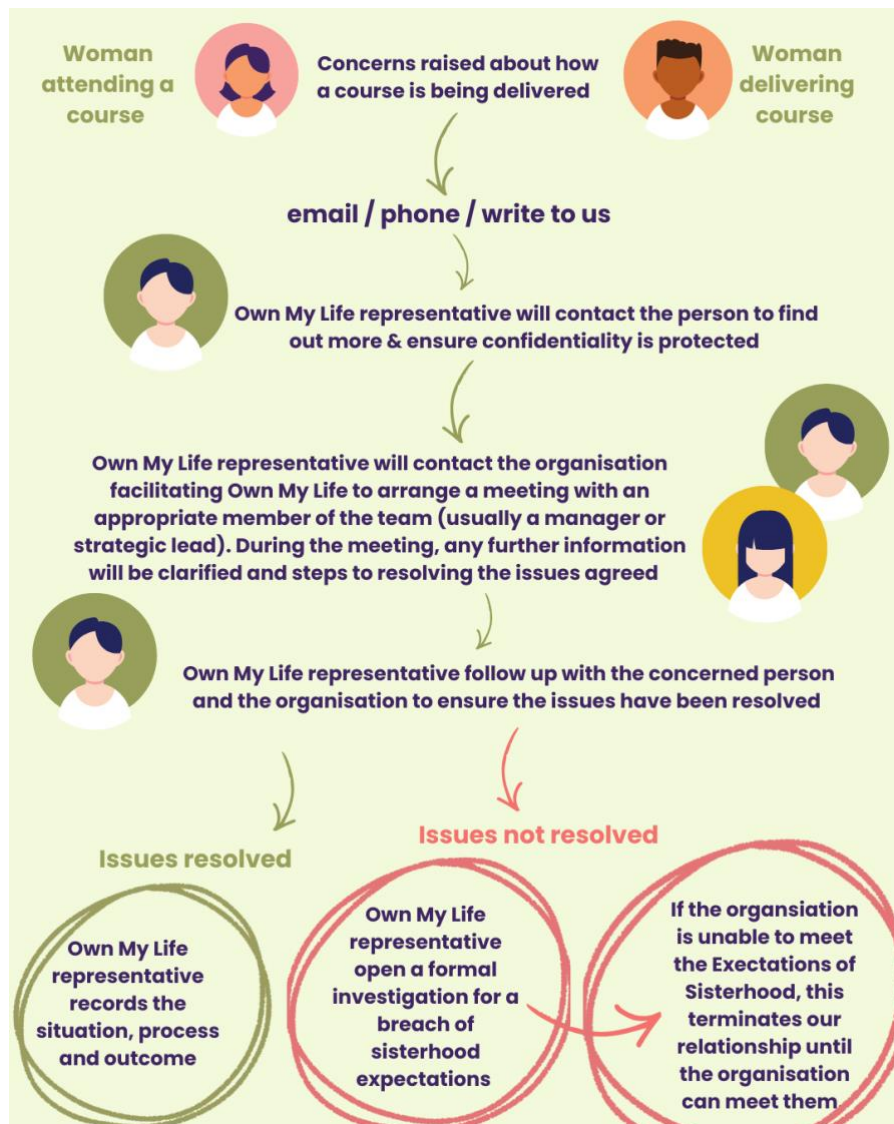 Woman
attending a
course
Concerns raised about how
a course is being delivered
Woman
delivering
course
email / phone / write to us
Own My Life representative will contact the person to find
out more & ensure confidentiality is protected
Own My Life representative will contact the organisation
facilitating Own My Life to arrange a meeting with an
appropriate member of the team (usually a manager or
strategic lead). During the meeting, any further information
will be clarified and steps to resolving the issues agreed
Own My Life representative follow up with the concerned person
and the organisation to ensure the issues have been resolved
Issues resolved
Own My Life
representative
records the
situation, process
and outcome
Issues not resolved
Own My Life
representative
open a formal
investigation for a
breach of
sisterhood
expectations
If the organsiation
is unable to meet
the Exectations of
Sisterhood, this
terminates our
relationship until
the organisation
can meet them